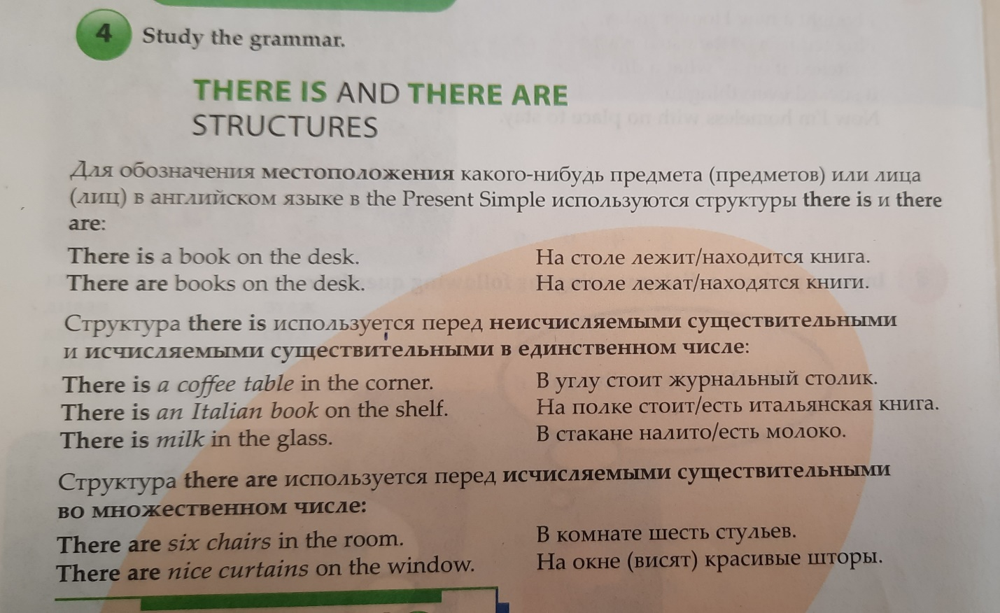 4 Study the grammar.
THERE IS AND THERE ARE
STRUCTURES
Для обозначения местоположения какого-нибудь предмета (предметов) или лица
(лиц) в английском языке в the Present Simple используются структуры there is и there
are:
There is a book on the desk. На столе лежит/находится книга.
There are books on the desk. На столе лежат/находятся книги.
Структура there is используется перед неисчисляемыми существительными
и исчисляемыми существительными в единственном числе:
There is a coffee table in the corner. В углу стоит журнальный столик.
There is an Italian book on the shelf. На полке стоит/есть итальянская книга.
There is milk in the glass. В стакане налито/есть молоко.
Структура there are используется перед исчисляемыми существительными
во множественном числе:
There are six chairs in the room. В комнате шесть стульев.
There are nice curtains on the window. На окне (висят) красивые шторы.